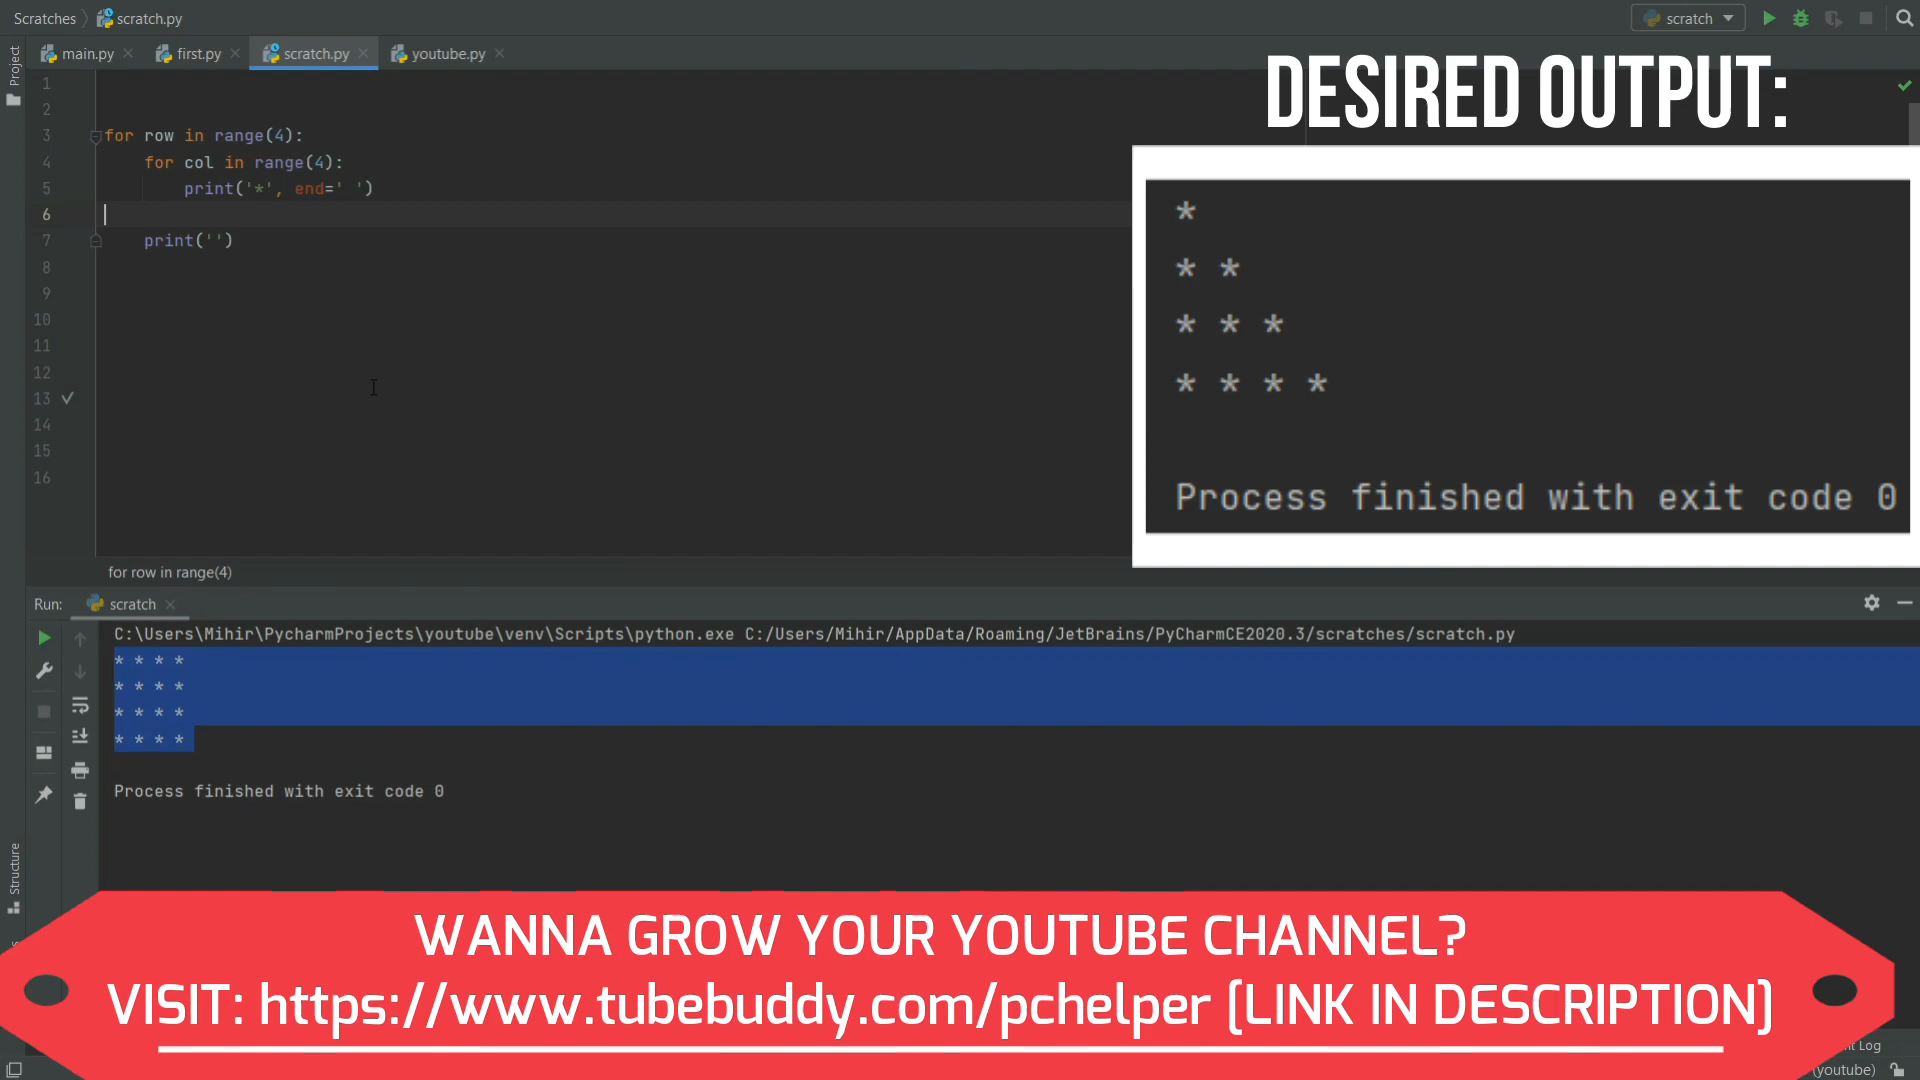 Scratches scratch.py
scratch
main.py first.py scratch.py youtube.py
Project
DESIRED OUTPUT:
1
2
3 for row in range(4):
4 for col in range(4):
5 print('*', end=' ')
6
7 print('')
8
9
10
11
12
13
14
15
16
*
* *
* * *
* * * *
Process finished with exit code 0
for row in range(4)
Run: scratch
C:\Users\Mihir\PycharmProjects\youtube\venv\Scripts\python.exe C:/Users/Mihir/AppData/Roaming/JetBrains/PyCharmCE2020.3/scratches/scratch.py
* * * *
* * * *
* * * *
* * * *
Process finished with exit code 0
Structure
WANNA GROW YOUR YOUTUBE CHANNEL?
VISIT: https://www.tubebuddy.com/pchelper (LINK IN DESCRIPTION)
Log
(youtube)